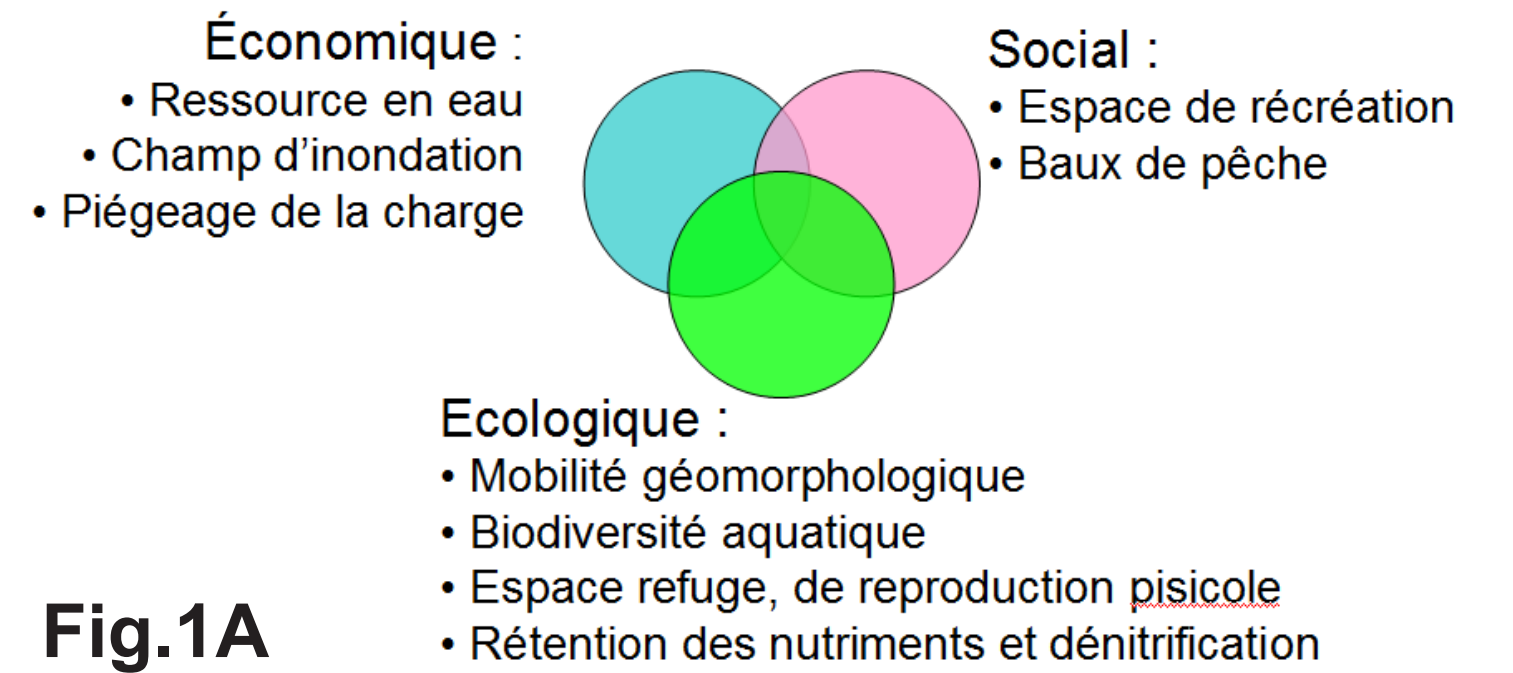 Économique :
• Ressource en eau
• Champ d'inondation
• Piégeage de la charge
Social :
• Espace de récréation
• Baux de pêche
Ecologique :
• Mobilité géomorphologique
• Biodiversité aquatique
• Espace refuge, de reproduction pisicole
• Rétention des nutriments et dénitrification
Fig.1A